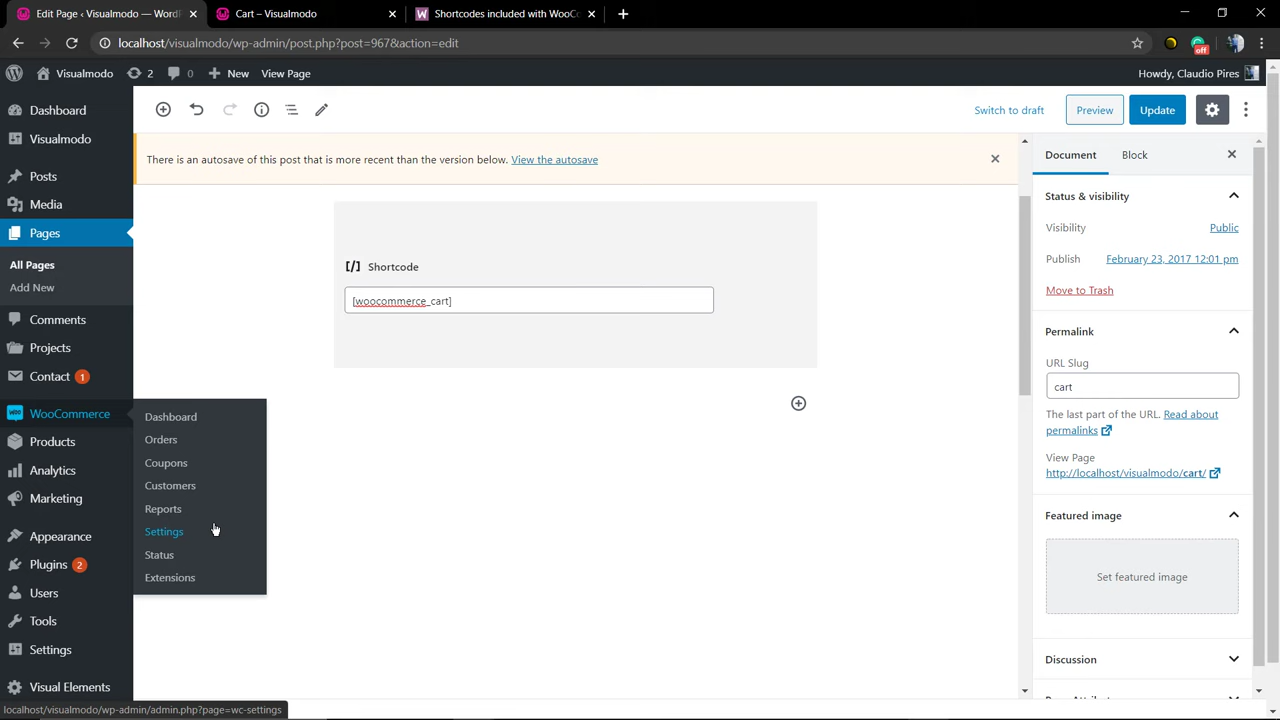 Edit Page ‹ Visualmodo — WordPr
Cart – Visualmodo
Shortcodes included with WooCo
localhost/visualmodo/wp-admin/post.php?post=967&action=edit
off
Visualmodo
2
0
New
View Page
Howdy, Claudio Pires
Dashboard
Visualmodo
Posts
Media
Pages
All Pages
Add New
Comments
Projects
Contact 1
WooCommerce
Products
Analytics
Marketing
Appearance
Plugins 2
Users
Tools
Settings
Visual Elements
Dashboard
Orders
Coupons
Customers
Reports
Settings
Status
Extensions
localhost/visualmodo/wp-admin/admin.php?page=wc-settings
Switch to draft
Preview
Update
There is an autosave of this post that is more recent than the version below. View the autosave
[/] Shortcode
[woocommerce_cart]
Document
Block
Status & visibility
Visibility
Public
Publish
February 23, 2017 12:01 pm
Move to Trash
Permalink
URL Slug
cart
The last part of the URL. Read about
permalinks
View Page
http://localhost/visualmodo/cart/
Featured image
Set featured image
Discussion